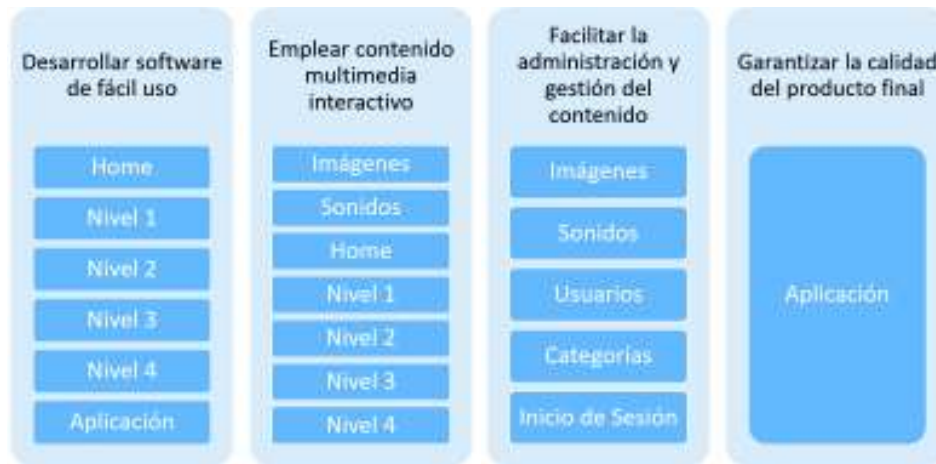 Desarrollar software
de fácil uso
Home
Nivel 1
Nivel 2
Nivel 3
Nivel 4
Aplicación
Emplear contenido
multimedia
interactivo
Imágenes
Sonidos
Home
Nivel 1
Nivel 2
Nivel 3
Nivel 4
Facilitar la
administración y
gestión del
contenido
Imágenes
Sonidos
Usuarios
Categorías
Inicio de Sesión
Garantizar la calidad
del producto final
Aplicación